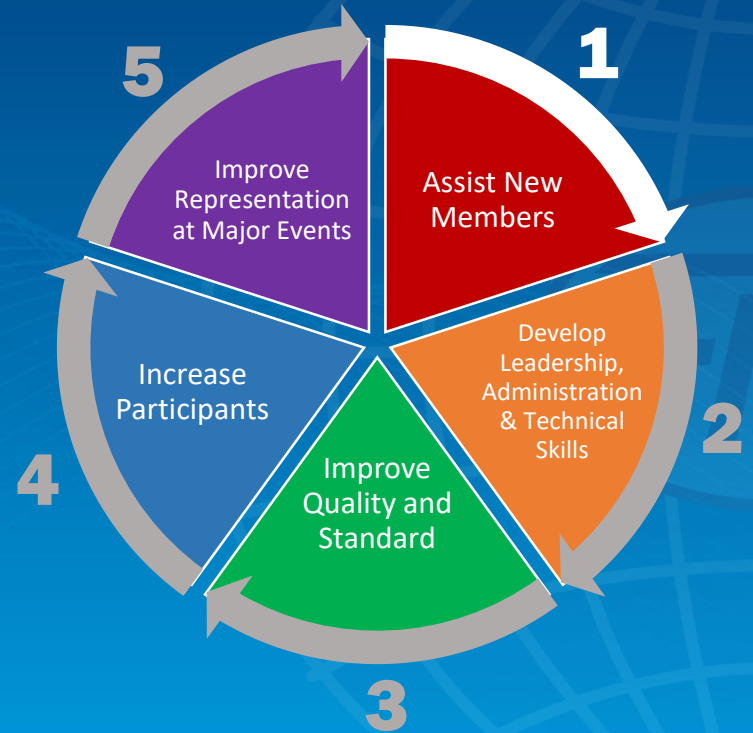 1
Assist New
Members
2
Develop
Leadership,
Administration
& Technical
Skills
3
Improve
Quality and
Standard
4
Increase
Participants
5
Improve
Representation
at Major Events